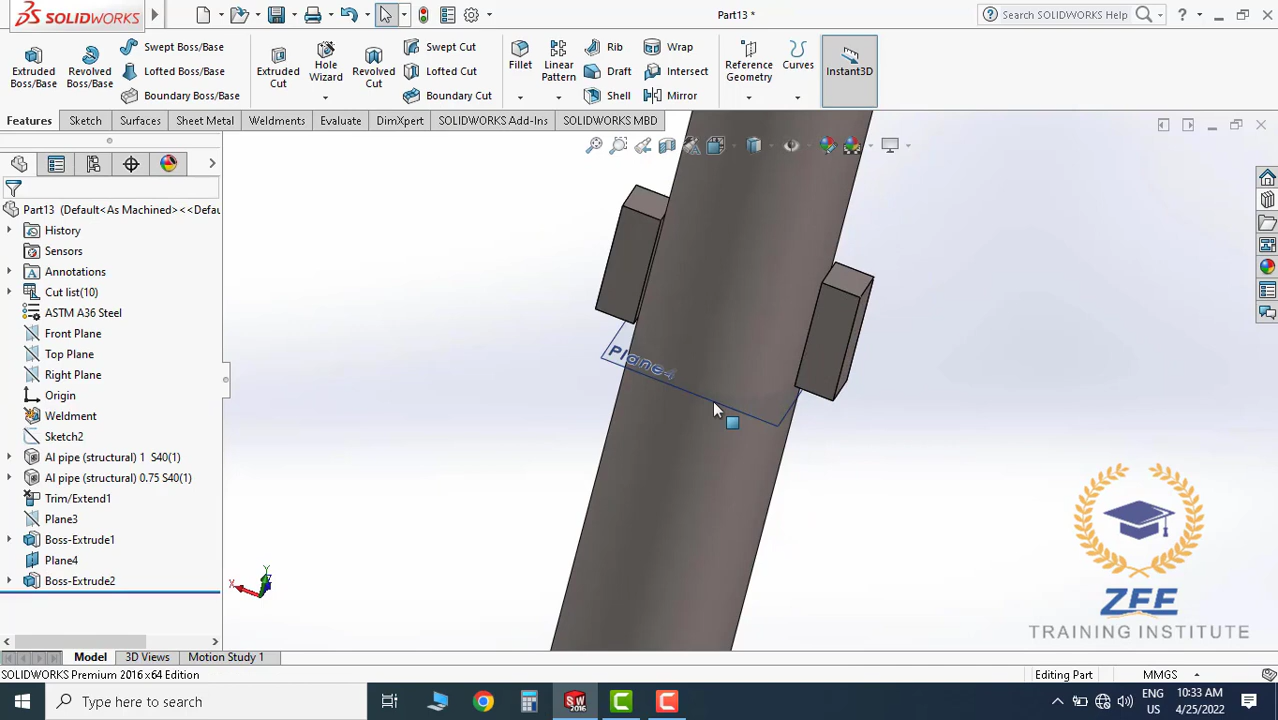 SOLIDWORKS
Part13 *
Search SOLIDWORKS Help
Extruded Boss/Base
Revolved Boss/Base
Swept Boss/Base
Lofted Boss/Base
Boundary Boss/Base
Extruded Cut
Hole Wizard
Revolved Cut
Swept Cut
Lofted Cut
Boundary Cut
Fillet
Linear Pattern
Rib
Draft
Shell
Wrap
Intersect
Mirror
Reference Geometry
Curves
Instant3D
Features
Sketch
Surfaces
Sheet Metal
Weldments
Evaluate
DimXpert
SOLIDWORKS Add-Ins
SOLIDWORKS MBD
Part13 (Default<As Machined><<Defau
History
Sensors
Annotations
Cut list(10)
ASTM A36 Steel
Front Plane
Top Plane
Right Plane
Origin
Weldment
Sketch2
AI pipe (structural) 1 S40(1)
AI pipe (structural) 0.75 S40(1)
Trim/Extend1
Plane3
Boss-Extrude1
Plane4
Boss-Extrude2
Plane4
Y
X
Z
ZFEE
TRAINING INSTITUTE
Model
3D Views
Motion Study 1
SOLIDWORKS Premium 2016 x64 Edition
Editing Part
MMGS
Type here to search
SW
2016
ENG
US
10:33 AM
4/25/2022